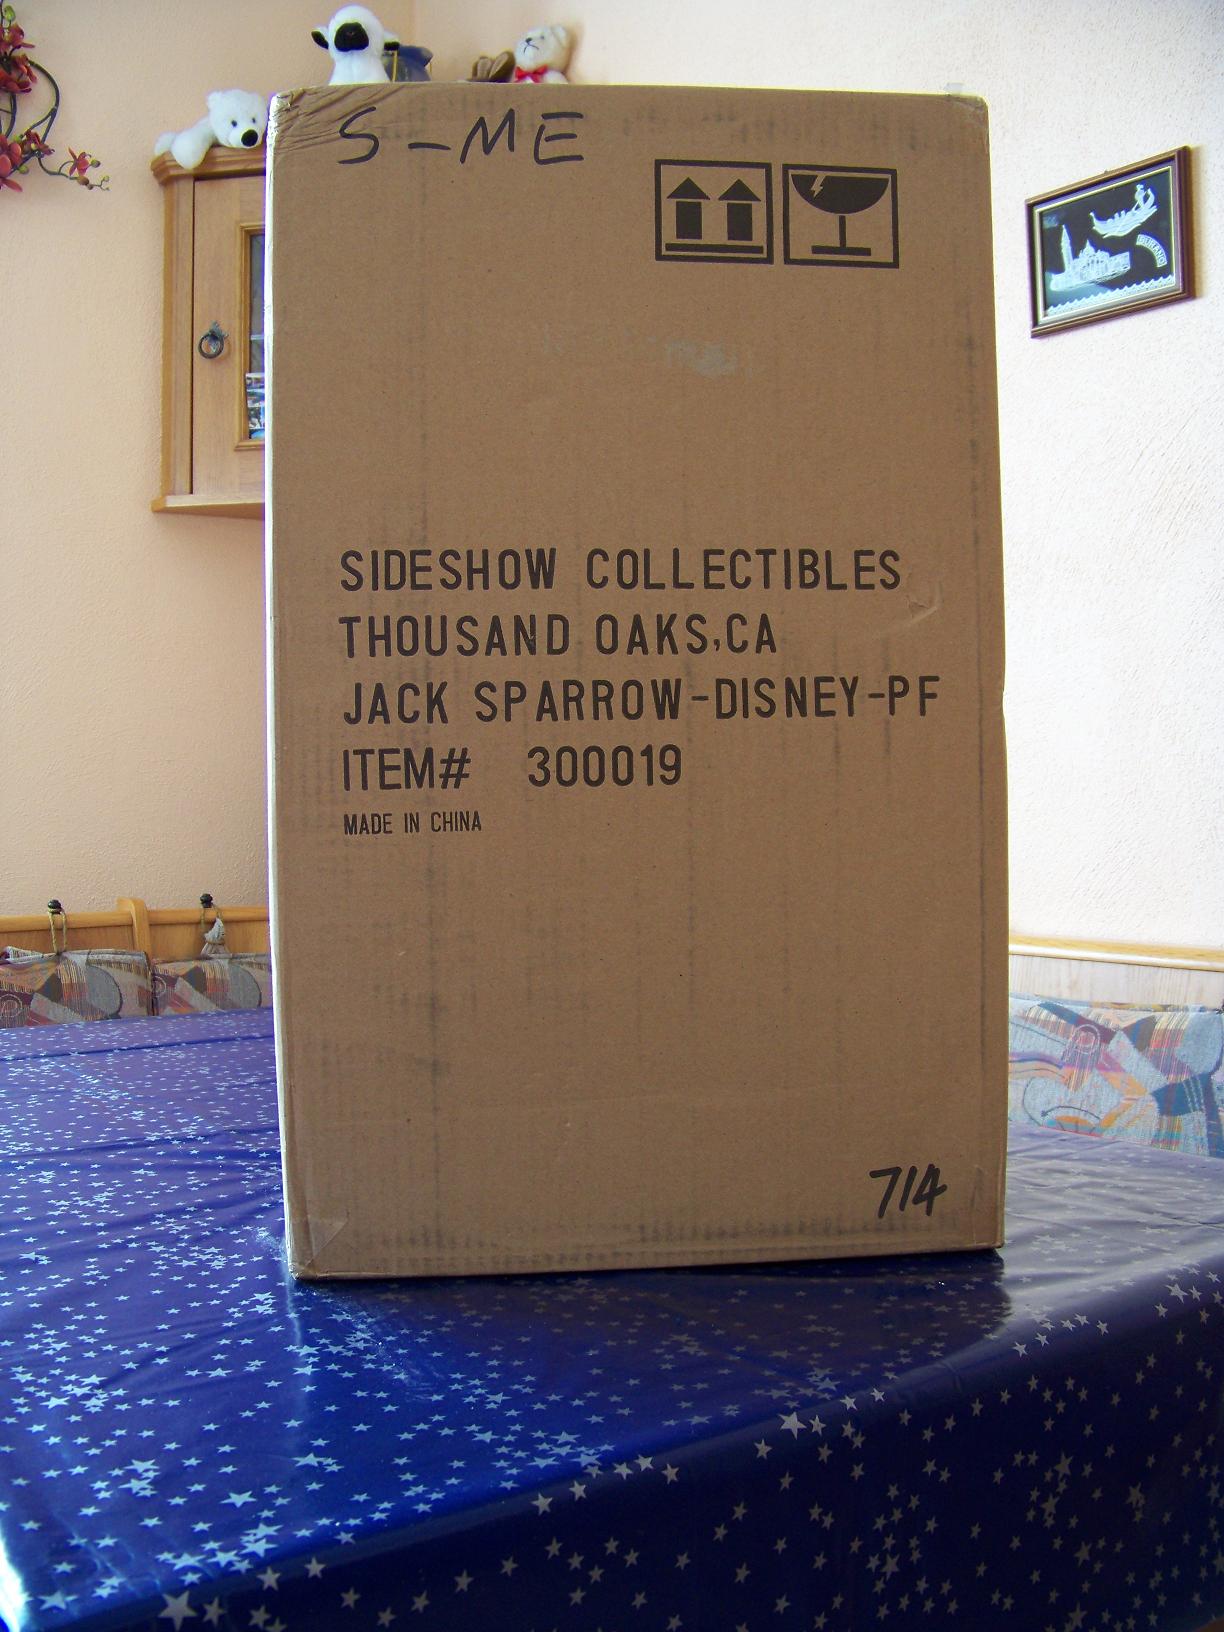 S-ME
SIDESHOW COLLECTIBLES
THOUSAND OAKS,CA
JACK SPARROW-DISNEY-PF
ITEM# 300019
MADE IN CHINA
714